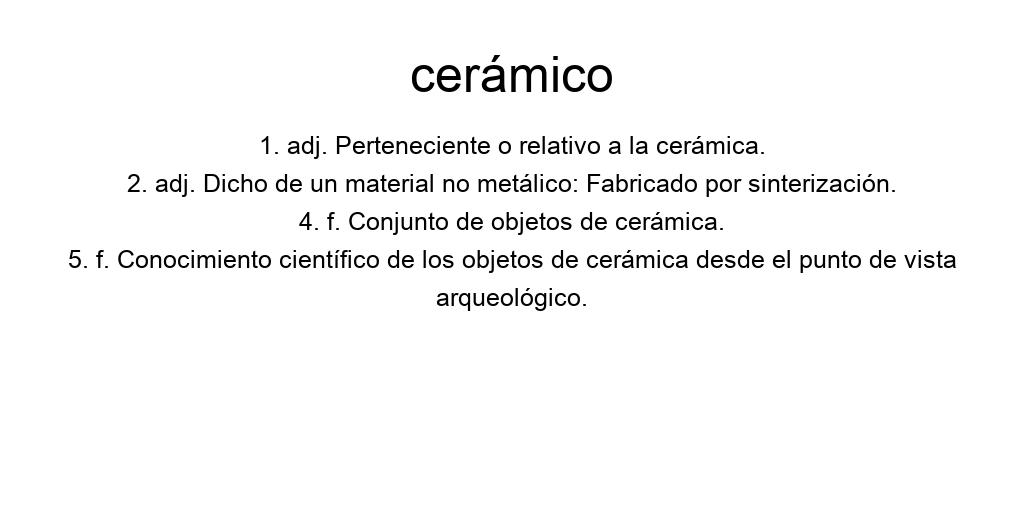 cerámico
1. adj. Perteneciente o relativo a la cerámica.
2. adj. Dicho de un material no metálico: Fabricado por sinterización.
4. f. Conjunto de objetos de cerámica.
5. f. Conocimiento científico de los objetos de cerámica desde el punto de vista
arqueológico.